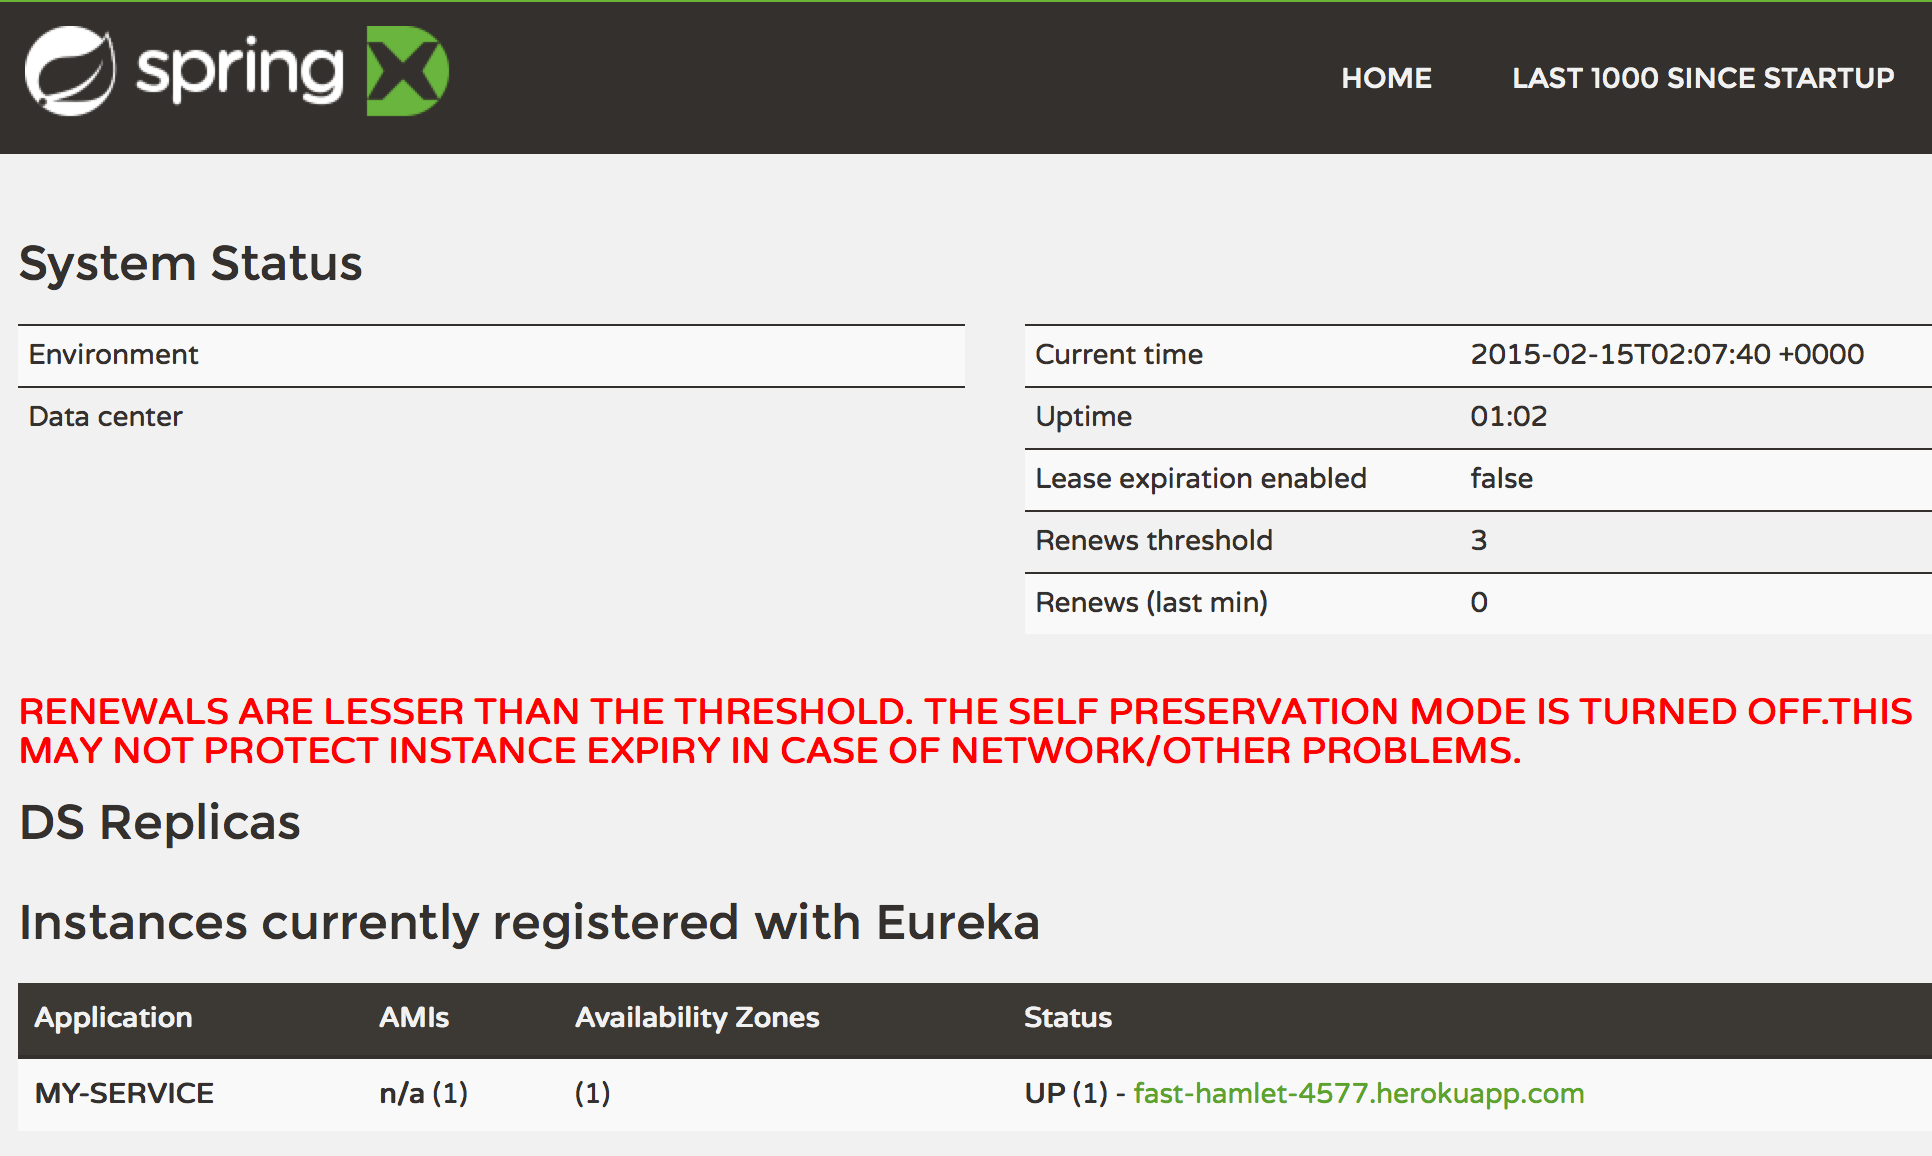 spring
HOME LAST 1000 SINCE STARTUP
System Status
Environment
Data center
Current time 2015-02-15T02:07:40 +0000
Uptime 01:02
Lease expiration enabled false
Renews threshold 3
Renews (last min) 0
RENEWALS ARE LESSER THAN THE THRESHOLD. THE SELF PRESERVATION MODE IS TURNED OFF.THIS
MAY NOT PROTECT INSTANCE EXPIRY IN CASE OF NETWORK/OTHER PROBLEMS.
DS Replicas
Instances currently registered with Eureka
Application AMIs Availability Zones Status
MY-SERVICE n/a (1) (1) UP (1) - fast-hamlet-4577.herokuapp.com